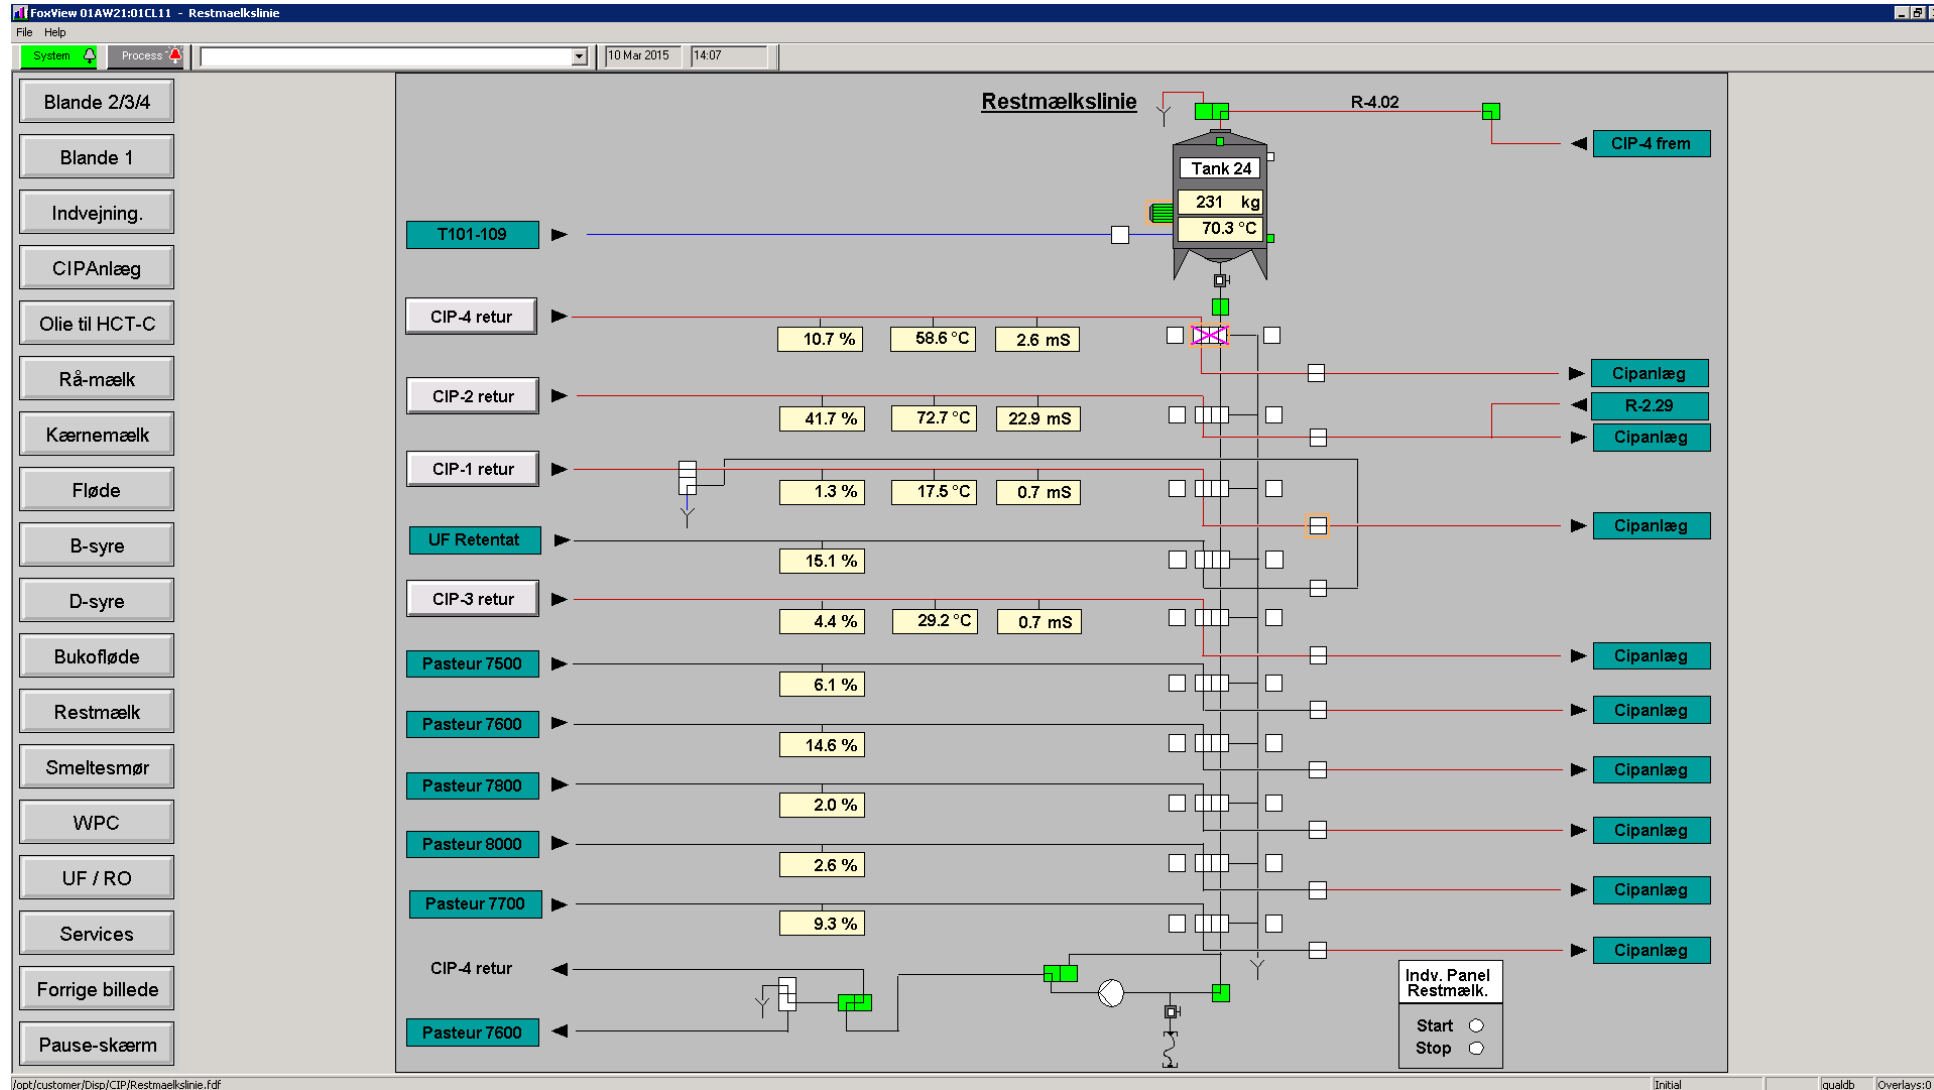 FoxView 01AW21:01CL11 - Restmaelkslinie
File Help
System Process 10 Mar 2015 14:07
Blande 2/3/4
Blande 1
Indvejning.
CIPAnlæg
Olie til HCT-C
Rå-mælk
Kærnemælk
Fløde
B-syre
D-syre
Bukofløde
Restmælk
Smeltesmør
WPC
UF / RO
Services
Forrige billede
Pause-skærm
Restmælkslinie
R-4.02
CIP-4 frem
Tank 24
231 kg
70.3 °C
T101-109
CIP-4 retur
10.7 % 58.6 °C 2.6 mS
Cipanlæg
CIP-2 retur
R-2.29
41.7 % 72.7 °C 22.9 mS
Cipanlæg
CIP-1 retur
1.3 % 17.5 °C 0.7 mS
Cipanlæg
UF Retentat
15.1 %
CIP-3 retur
4.4 % 29.2 °C 0.7 mS
Cipanlæg
Pasteur 7500
6.1 %
Cipanlæg
Pasteur 7600
14.6 %
Cipanlæg
Pasteur 7800
2.0 %
Cipanlæg
Pasteur 8000
2.6 %
Cipanlæg
Pasteur 7700
9.3 %
Cipanlæg
CIP-4 retur
Pasteur 7600
Indv. Panel
Restmælk.
Start
Stop
/opt/customer/Disp/CIP/Restmaelkslinie.fdf Initial qualdb Overlays:0